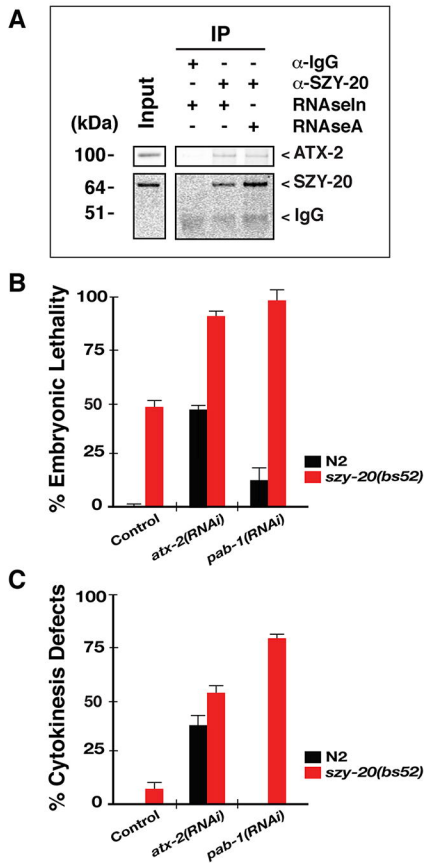 A
IP
+ - - α-IgG
- + + α-SZY-20
+ + - RNAseIn
- - + RNAseA
Input
(kDa)
100-
< ATX-2
64-
< SZY-20
51-
< IgG
B
% Embryonic Lethality
100
75
50
25
0
N2
szy-20(bs52)
Control
atx-2(RNAi)
pab-1(RNAi)
C
% Cytokinesis Defects
100
75
50
25
0
N2
szy-20(bs52)
Control
atx-2(RNAi)
pab-1(RNAi)